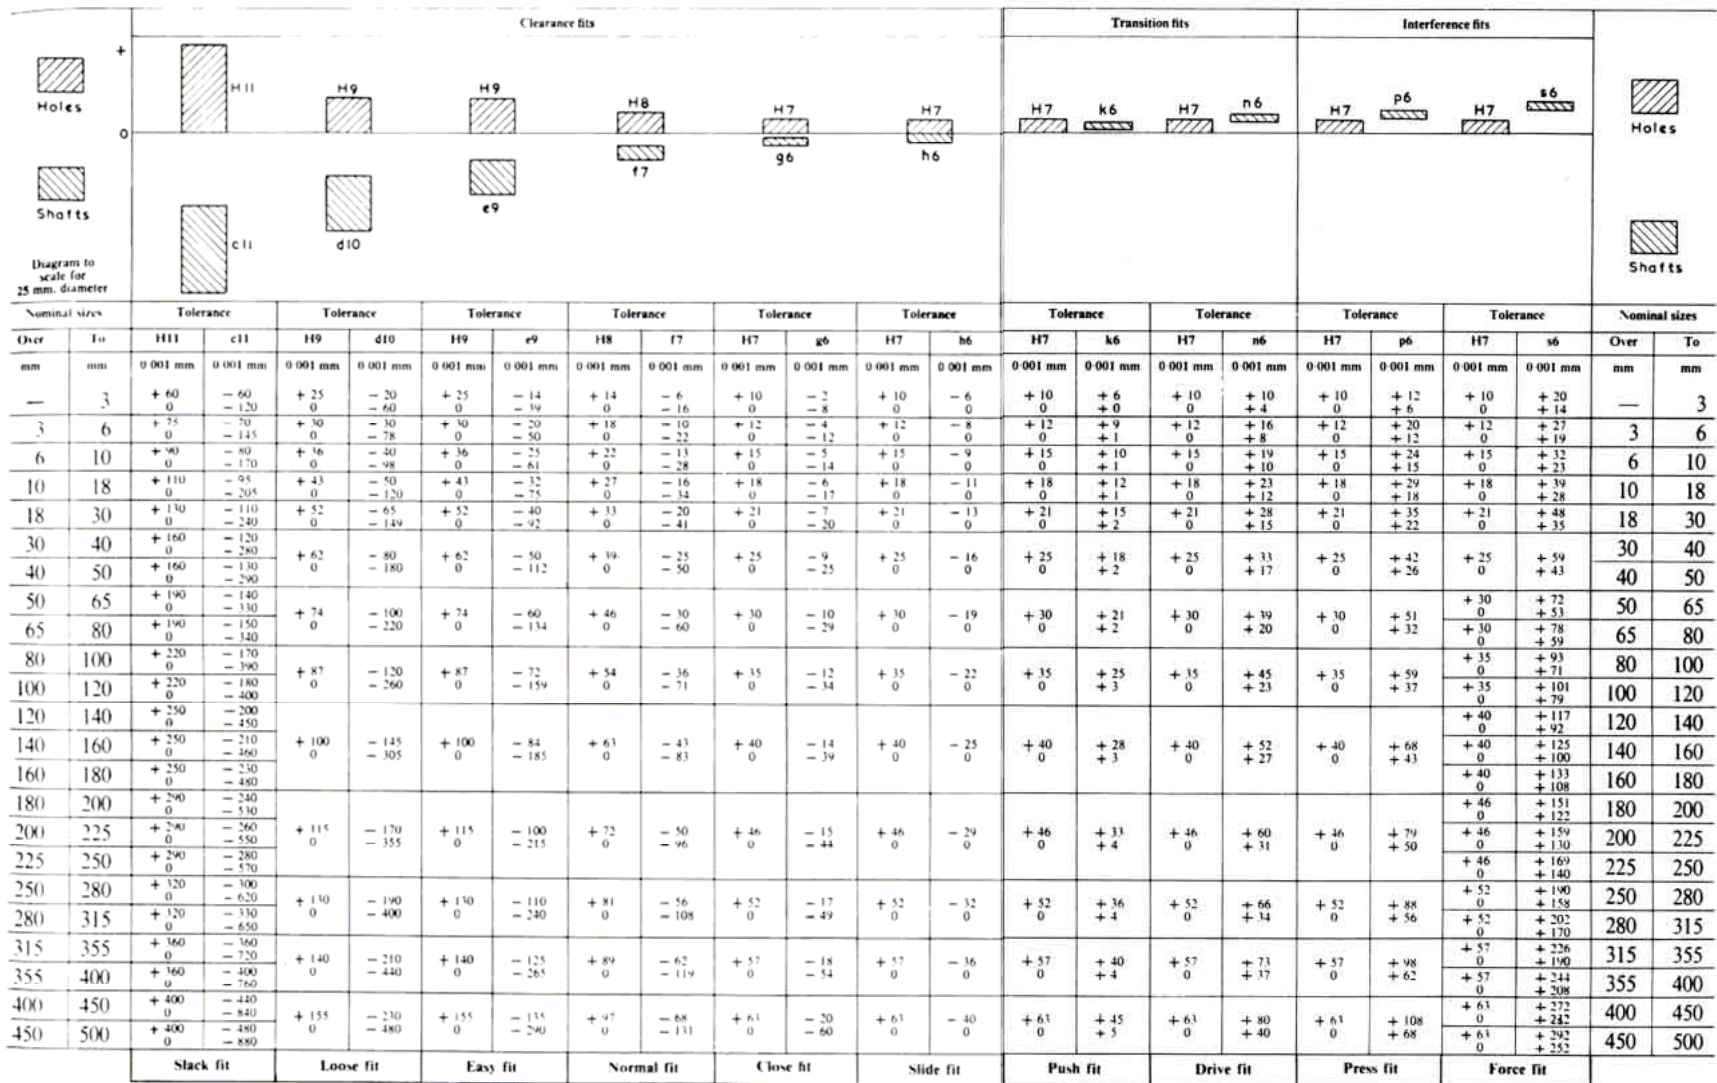 Clearance fits Transition fits Interference fits
+
H11
Holes
H9 H9 H8 H7 H7 H7 k6 H7 n6 H7 p6 H7 s6
Holes
0
g6 h6
f7
Shafts
e9
d10
c11
Shafts
Diagram to
scale for
25 mm. diameter
Nominal sizes Tolerance Tolerance Tolerance Tolerance Tolerance Tolerance Tolerance Tolerance Tolerance Tolerance Nominal sizes
Over To H11 c11 H9 d10 H9 e9 H8 f7 H7 g6 H7 h6 H7 k6 H7 n6 H7 p6 H7 s6 Over To
mm mm 0·001 mm 0·001 mm 0·001 mm 0·001 mm 0·001 mm 0·001 mm 0·001 mm 0·001 mm 0·001 mm 0·001 mm 0·001 mm 0·001 mm 0·001 mm 0·001 mm 0·001 mm 0·001 mm 0·001 mm 0·001 mm 0·001 mm 0·001 mm mm mm
— 3 + 60 − 60 + 25 − 20 + 25 − 14 + 14 − 6 + 10 − 2 + 10 − 6 + 10 + 6 + 10 + 10 + 10 + 12 + 10 + 20 — 3
0 − 120 0 − 60 0 − 39 0 − 16 0 − 8 0 0 0 + 0 0 + 4 0 + 6 0 + 14
3 6 + 75 − 70 + 30 − 30 + 30 − 20 + 18 − 10 + 12 − 4 + 12 − 8 + 12 + 9 + 12 + 16 + 12 + 20 + 12 + 27 3 6
0 − 145 0 − 78 0 − 50 0 − 22 0 − 12 0 0 0 + 1 0 + 8 0 + 12 0 + 19
6 10 + 90 − 80 + 36 − 40 + 36 − 25 + 22 − 13 + 15 − 5 + 15 − 9 + 15 + 10 + 15 + 19 + 15 + 24 + 15 + 32 6 10
0 − 170 0 − 98 0 − 61 0 − 28 0 − 14 0 0 0 + 1 0 + 10 0 + 15 0 + 23
10 18 + 110 − 95 + 43 − 50 + 43 − 32 + 27 − 16 + 18 − 6 + 18 − 11 + 18 + 12 + 18 + 23 + 18 + 29 + 18 + 39 10 18
0 − 205 0 − 120 0 − 75 0 − 34 0 − 17 0 0 0 + 1 0 + 12 0 + 18 0 + 28
18 30 + 130 − 110 + 52 − 65 + 52 − 40 + 33 − 20 + 21 − 7 + 21 − 13 + 21 + 15 + 21 + 28 + 21 + 35 + 21 + 48 18 30
0 − 240 0 − 149 0 − 92 0 − 41 0 − 20 0 0 0 + 2 0 + 15 0 + 22 0 + 35
30 40 + 160 − 120 30 40
0 − 280
+ 62 − 80 + 62 − 50 + 39 − 25 + 25 − 9 + 25 − 16 + 25 + 18 + 25 + 33 + 25 + 42 + 25 + 59
0 − 180 0 − 112 0 − 50 0 − 25 0 0 0 + 2 0 + 17 0 + 26 0 + 43
40 50 + 160 − 130 40 50
0 − 290
50 65 + 190 − 140 + 30 + 72 50 65
0 − 330 0 + 53
+ 74 − 100 + 74 − 60 + 46 − 30 + 30 − 10 + 30 − 19 + 30 + 21 + 30 + 39 + 30 + 51
0 − 220 0 − 134 0 − 60 0 − 29 0 0 0 + 2 0 + 20 0 + 32
65 80 + 190 − 150 + 30 + 78 65 80
0 − 340 0 + 59
80 100 + 220 − 170 + 35 + 93 80 100
0 − 390 0 + 71
+ 87 − 120 + 87 − 72 + 54 − 36 + 35 − 12 + 35 − 22 + 35 + 25 + 35 + 45 + 35 + 59
0 − 260 0 − 159 0 − 71 0 − 34 0 0 0 + 3 0 + 23 0 + 37
100 120 + 220 − 180 + 35 + 101 100 120
0 − 400 0 + 79
120 140 + 250 − 200 + 40 + 117 120 140
0 − 450 0 + 92
140 160 + 250 − 210 + 100 − 145 + 100 − 84 + 63 − 43 + 40 − 14 + 40 − 25 + 40 + 28 + 40 + 52 + 40 + 68 + 40 + 125 140 160
0 − 460 0 − 305 0 − 185 0 − 83 0 − 39 0 0 0 + 3 0 + 27 0 + 43 0 + 100
160 180 + 250 − 230 + 40 + 133 160 180
0 − 480 0 + 108
180 200 + 290 − 240 + 46 + 151 180 200
0 − 530 0 + 122
200 225 + 290 − 260 + 115 − 170 + 115 − 100 + 72 − 50 + 46 − 15 + 46 − 29 + 46 + 33 + 46 + 60 + 46 + 79 + 46 + 159 200 225
0 − 550 0 − 355 0 − 215 0 − 96 0 − 44 0 0 0 + 4 0 + 31 0 + 50 0 + 130
225 250 + 290 − 280 + 46 + 169 225 250
0 − 570 0 + 140
250 280 + 320 − 300 + 52 + 190 250 280
0 − 620 0 + 158
+ 130 − 190 + 130 − 110 + 81 − 56 + 52 − 17 + 52 − 32 + 52 + 36 + 52 + 66 + 52 + 88
0 − 400 0 − 240 0 − 108 0 − 49 0 0 0 + 4 0 + 34 0 + 56
280 315 + 320 − 330 + 52 + 202 280 315
0 − 650 0 + 170
315 355 + 360 − 360 + 57 + 226 315 355
0 − 720 0 + 190
+ 140 − 210 + 140 − 125 + 89 − 62 + 57 − 18 + 57 − 36 + 57 + 40 + 57 + 73 + 57 + 98
0 − 440 0 − 265 0 − 119 0 − 54 0 0 0 + 4 0 + 37 0 + 62
355 400 + 360 − 400 + 57 + 244 355 400
0 − 760 0 + 208
400 450 + 400 − 440 + 63 + 272 400 450
0 − 840 0 + 232
+ 155 − 230 + 155 − 135 + 97 − 68 + 63 − 20 + 63 − 40 + 63 + 45 + 63 + 80 + 63 + 108
0 − 480 0 − 290 0 − 131 0 − 60 0 0 0 + 5 0 + 40 0 + 68
450 500 + 400 − 480 + 63 + 292 450 500
0 − 880 0 + 252
Slack fit Loose fit Easy fit Normal fit Close fit Slide fit Push fit Drive fit Press fit Force fit